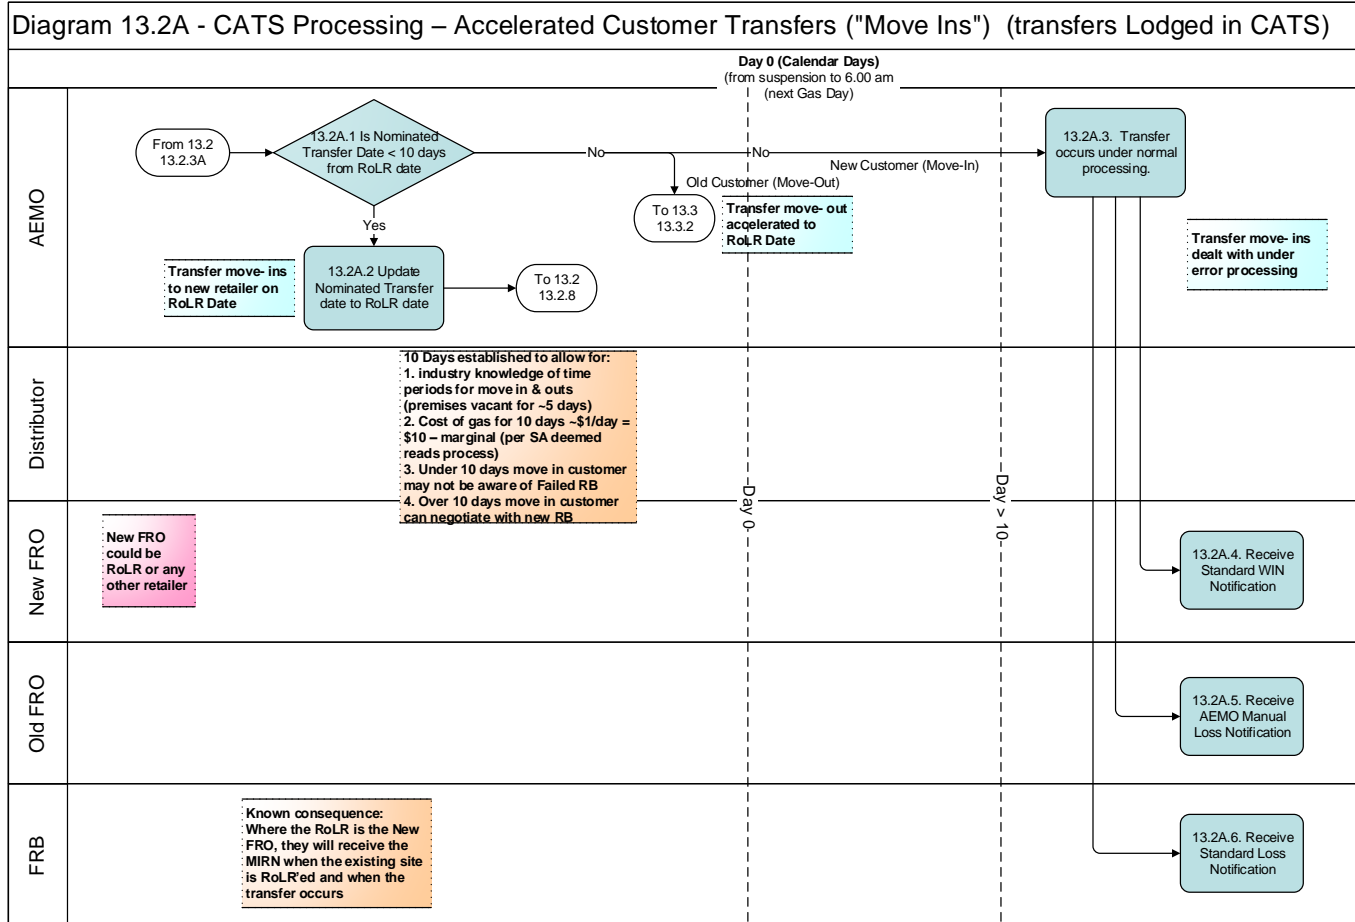 Diagram 13.2A - CATS Processing – Accelerated Customer Transfers ("Move Ins")  (transfers Lodged in CATS)
Day 0 (Calendar Days)
(from suspension to 6.00 am
(next Gas Day)
AEMO
From 13.2
13.2.3A
13.2A.1 Is Nominated
Transfer Date < 10 days
from RoLR date
No
No
New Customer (Move-In)
Old Customer (Move-Out)
13.2A.3.  Transfer
occurs under normal
processing.
Yes
To 13.3
13.3.2
Transfer move- out
accelerated to
RoLR Date
Transfer move- ins
dealt with under
error processing
Transfer move- ins
to new retailer on
RoLR Date
13.2A.2 Update
Nominated Transfer
date to RoLR date
To 13.2
13.2.8
Distributor
10 Days established to allow for:
1. industry knowledge of time
periods for move in & outs
(premises vacant for ~5 days)
2. Cost of gas for 10 days ~$1/day =
$10 – marginal (per SA deemed
reads process)
3. Under 10 days move in customer
may not be aware of Failed RB
4. Over 10 days move in customer
can negotiate with new RB
Day 0
Day > 10
New FRO
New FRO
could be
RoLR or any
other retailer
13.2A.4. Receive
Standard WIN
Notification
Old FRO
13.2A.5. Receive
AEMO Manual
Loss Notification
FRB
Known consequence:
Where the RoLR is the New
FRO, they will receive the
MIRN when the existing site
is RoLR'ed and when the
transfer occurs
13.2A.6. Receive
Standard Loss
Notification